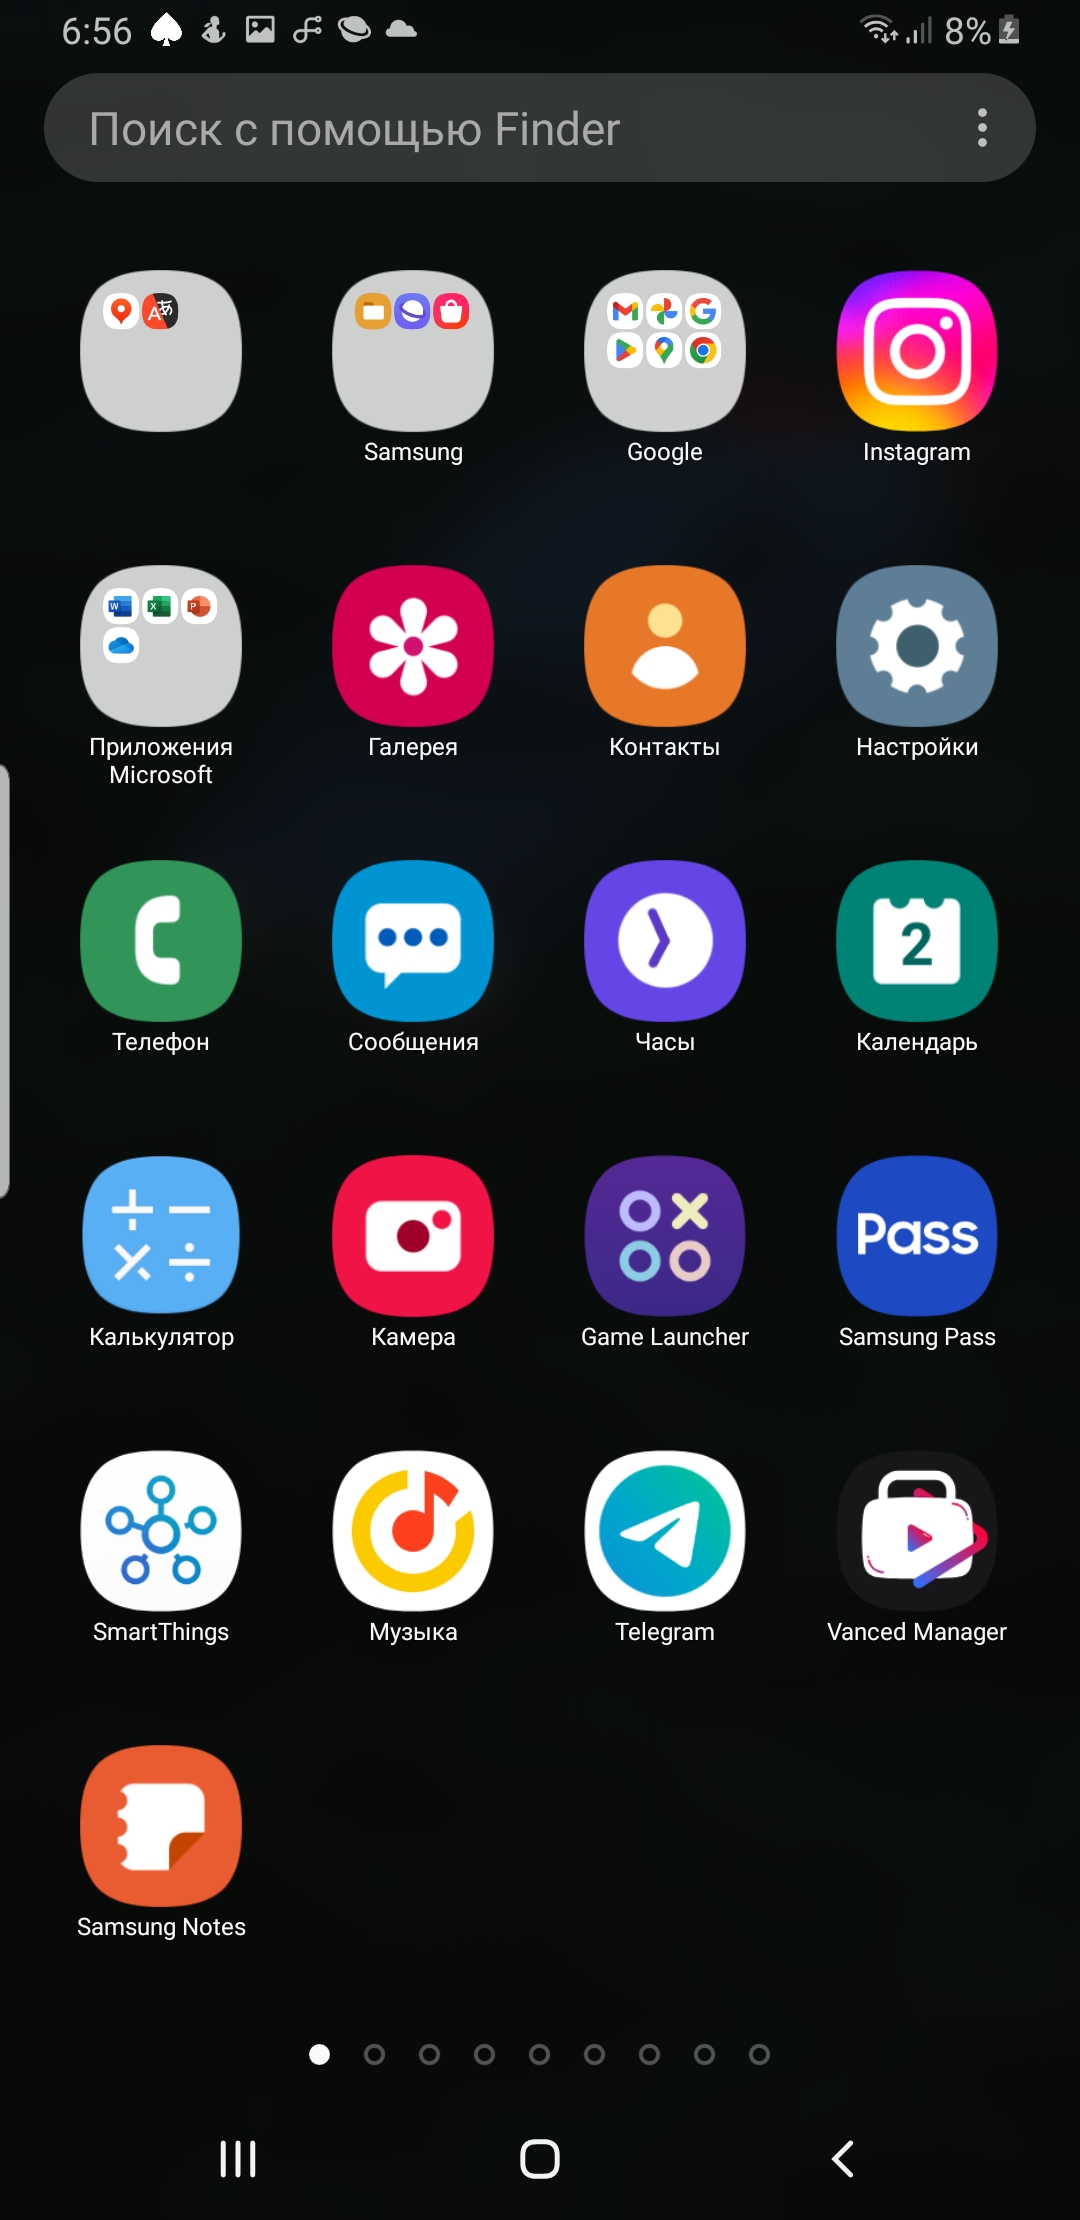 6:56
8%
Поиск с помощью Finder
Samsung
Google
Instagram
Приложения
Microsoft
Галерея
Контакты
Настройки
2
Телефон
Сообщения
Часы
Календарь
Pass
Калькулятор
Камера
Game Launcher
Samsung Pass
SmartThings
Музыка
Telegram
Vanced Manager
Samsung Notes